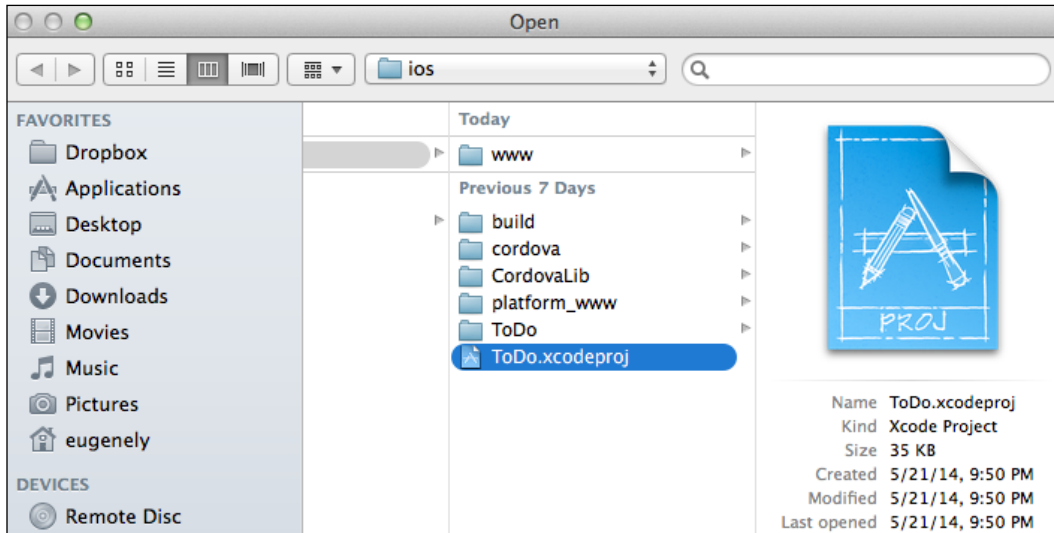 Open
ios
FAVORITES
Dropbox
Applications
Desktop
Documents
Downloads
Movies
Music
Pictures
eugenely
DEVICES
Remote Disc
Today
www
Previous 7 Days
build
cordova
CordovaLib
platform_www
ToDo
ToDo.xcodeproj
PROJ
Name ToDo.xcodeproj
Kind Xcode Project
Size 35 KB
Created 5/21/14, 9:50 PM
Modified 5/21/14, 9:50 PM
Last opened 5/21/14, 9:50 PM